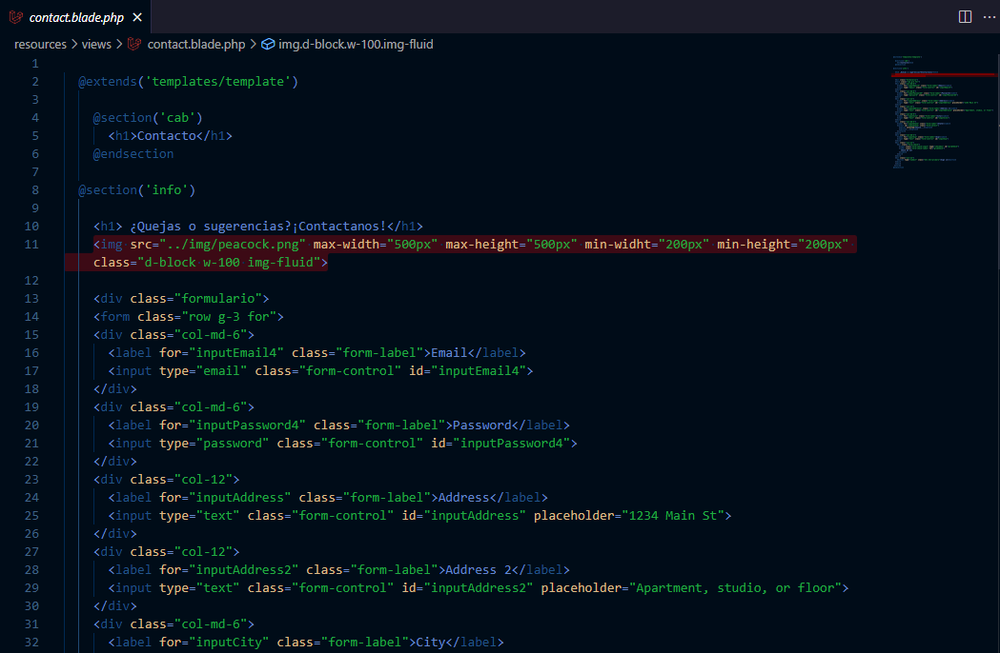 contact.blade.php
resources > views > contact.blade.php > img.d-block.w-100.img-fluid
1
2 @extends('templates/template')
3
4 @section('cab')
5 <h1>Contacto</h1>
6 @endsection
7
8 @section('info')
9
10 <h1> ¿Quejas o sugerencias?¡Contactanos!</h1>
11 <img src="../img/peacock.png" max-width="500px" max-height="500px" min-widht="200px" min-height="200px"
class="d-block w-100 img-fluid">
12
13 <div class="formulario">
14 <form class="row g-3 for">
15 <div class="col-md-6">
16 <label for="inputEmail4" class="form-label">Email</label>
17 <input type="email" class="form-control" id="inputEmail4">
18 </div>
19 <div class="col-md-6">
20 <label for="inputPassword4" class="form-label">Password</label>
21 <input type="password" class="form-control" id="inputPassword4">
22 </div>
23 <div class="col-12">
24 <label for="inputAddress" class="form-label">Address</label>
25 <input type="text" class="form-control" id="inputAddress" placeholder="1234 Main St">
26 </div>
27 <div class="col-12">
28 <label for="inputAddress2" class="form-label">Address 2</label>
29 <input type="text" class="form-control" id="inputAddress2" placeholder="Apartment, studio, or floor">
30 </div>
31 <div class="col-md-6">
32 <label for="inputCity" class="form-label">City</label>